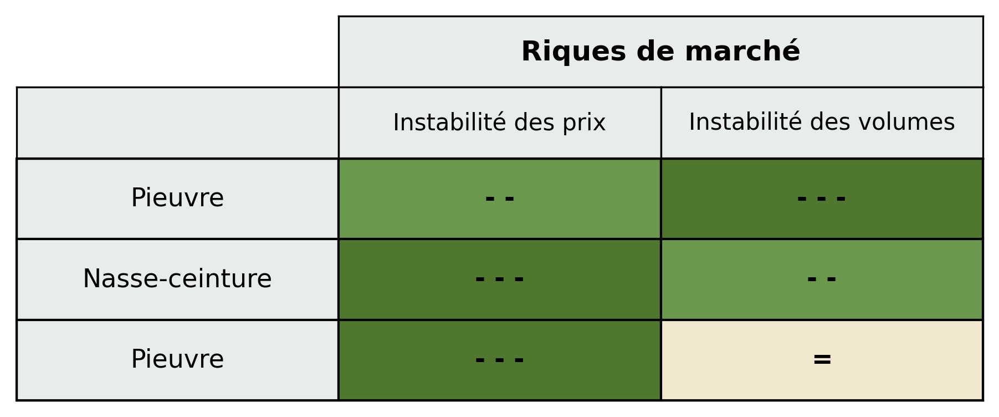 Riques de marché
Instabilité des prix Instabilité des volumes
Pieuvre - - - - -
Nasse-ceinture - - - - -
Pieuvre - - - =